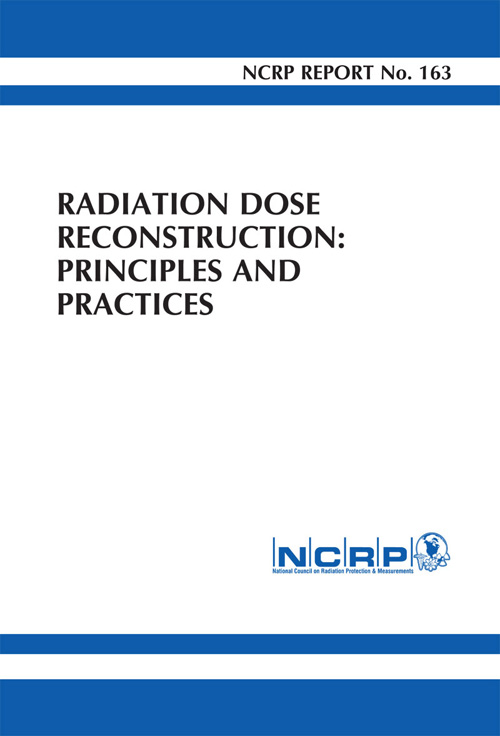 NCRP REPORT No. 163
RADIATION DOSE
RECONSTRUCTION:
PRINCIPLES AND
PRACTICES
NCRP
National Council on Radiation Protection & Measurements